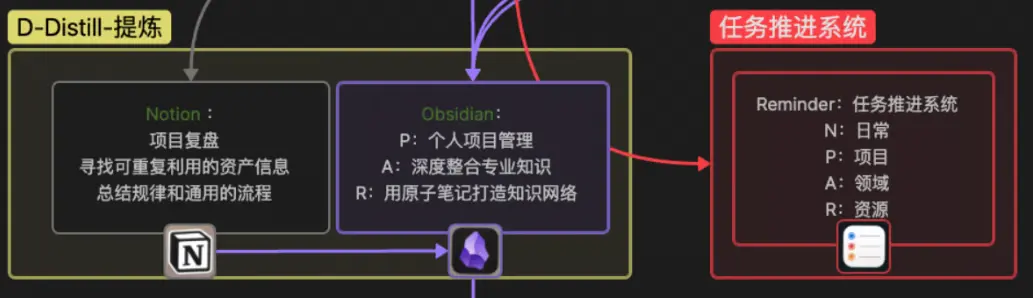 D-Distill-提炼
Notion：
项目复盘
寻找可重复利用的资产信息
总结规律和通用的流程
Obsidian：
P：个人项目管理
A：深度整合专业知识
R：用原子笔记打造知识网络
任务推进系统
Reminder：任务推进系统
N：日常
P：项目
A：领域
R：资源
N